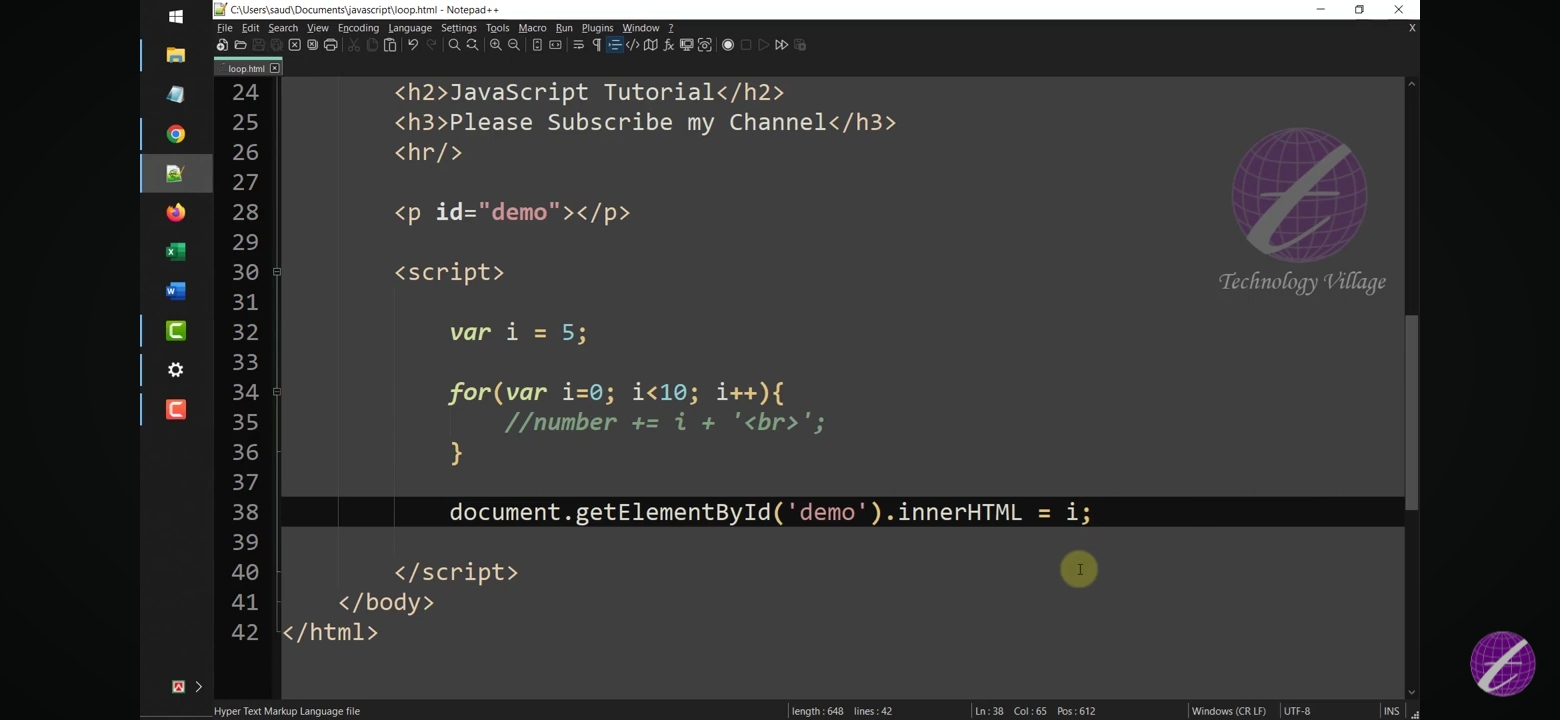 C:\Users\saud\Documents\javascript\loop.html - Notepad++
File Edit Search View Encoding Language Settings Tools Macro Run Plugins Window ? X
loop.html
24 <h2>JavaScript Tutorial</h2>
25 <h3>Please Subscribe my Channel</h3>
26 <hr/>
27
28 <p id="demo"></p>
29
30 <script>
31
32 var i = 5;
33
34 for(var i=0; i<10; i++){
35 //number += i + '<br>';
36 }
37
38 document.getElementById('demo').innerHTML = i;
39
40 </script>
41 </body>
42 </html>
Technology Village
Hyper Text Markup Language file length : 648 lines : 42 Ln : 38 Col : 65 Pos : 612 Windows (CR LF) UTF-8 INS